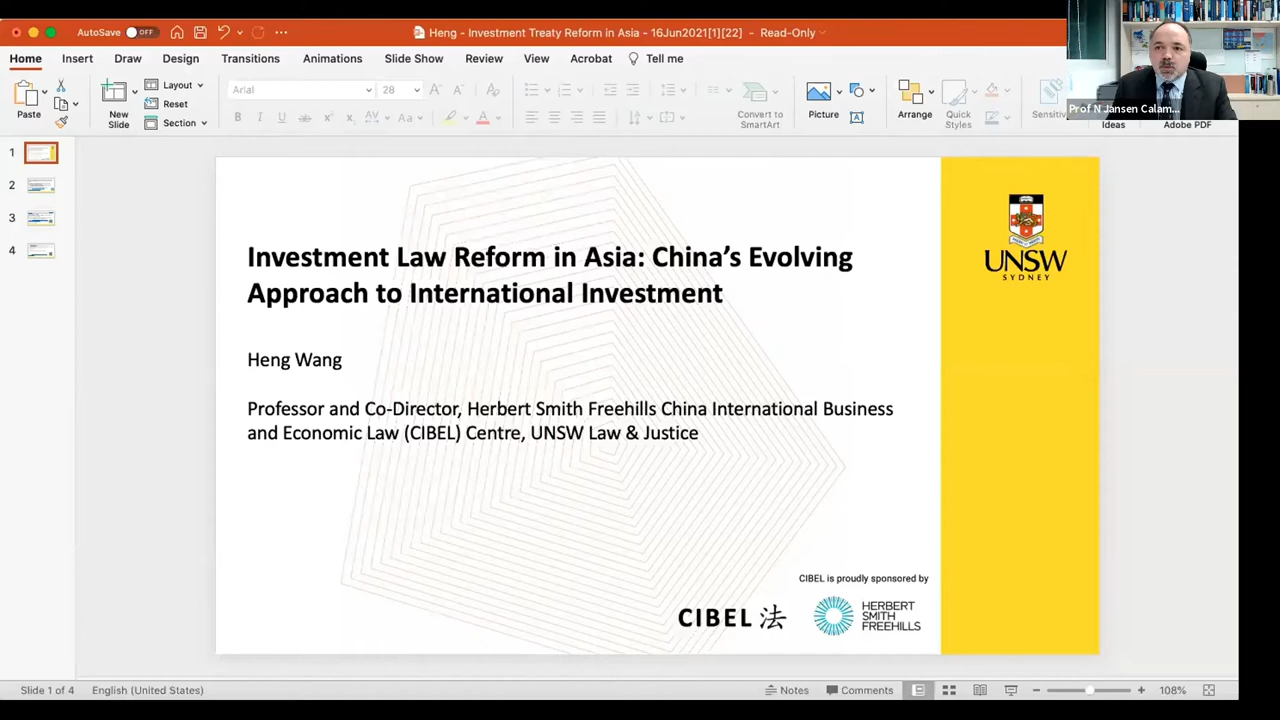 AutoSave OFF
Heng - Investment Treaty Reform in Asia - 16Jun2021[1][22] - Read-Only
Home Insert Draw Design Transitions Animations Slide Show Review View Acrobat Tell me
Paste
New
Slide
Layout
Reset
Section
Arial
28
Convert to
SmartArt
Picture
Arrange
Quick
Styles
Ideas
Adobe PDF
Prof N Jansen Calam...
1
2
3
4
Investment Law Reform in Asia: China's Evolving
Approach to International Investment
Heng Wang
Professor and Co-Director, Herbert Smith Freehills China International Business
and Economic Law (CIBEL) Centre, UNSW Law & Justice
UNSW
SYDNEY
CIBEL is proudly sponsored by
CIBEL 法
HERBERT
SMITH
FREEHILLS
Slide 1 of 4 English (United States)
Notes Comments 108%